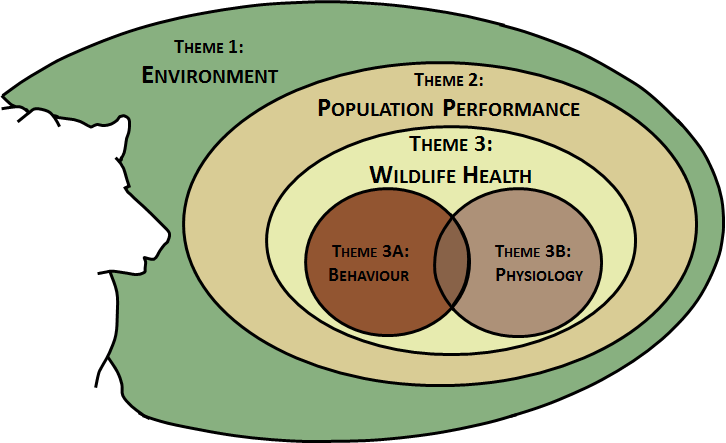 Theme 1:
Environment
Theme 2:
Population Performance
Theme 3:
Wildlife Health
Theme 3A:
Behaviour
Theme 3B:
Physiology